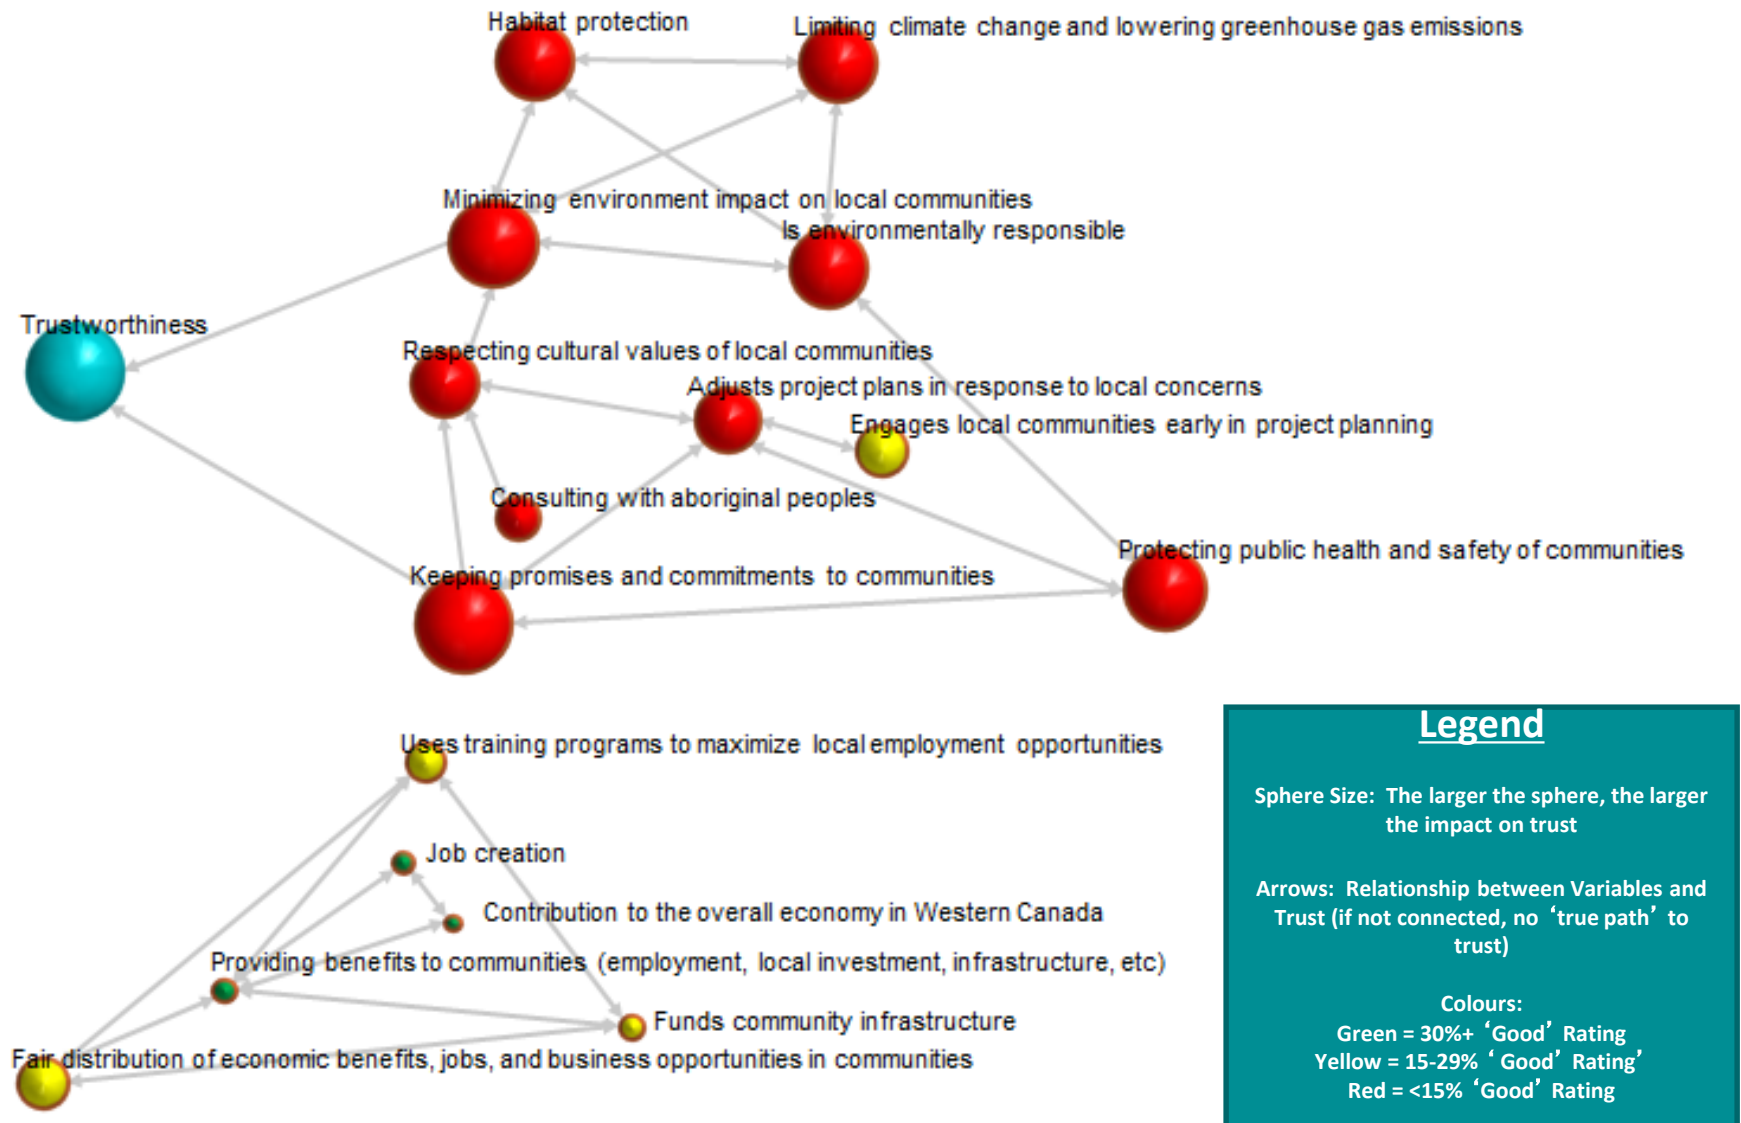 Habitat protection
Limiting climate change and lowering greenhouse gas emissions
Minimizing environment impact on local communities
Is environmentally responsible
Trustworthiness
Respecting cultural values of local communities
Adjusts project plans in response to local concerns
Engages local communities early in project planning
Consulting with aboriginal peoples
Protecting public health and safety of communities
Keeping promises and commitments to communities
Uses training programs to maximize local employment opportunities
Job creation
Contribution to the overall economy in Western Canada
Providing benefits to communities (employment, local investment, infrastructure, etc)
Funds community infrastructure
Fair distribution of economic benefits, jobs, and business opportunities in communities
Legend
Sphere Size: The larger the sphere, the larger
the impact on trust
Arrows: Relationship between Variables and
Trust (if not connected, no ‘true path’ to
trust)
Colours:
Green = 30%+ ‘Good’ Rating
Yellow = 15-29% ‘Good’ Rating’
Red = <15% ‘Good’ Rating